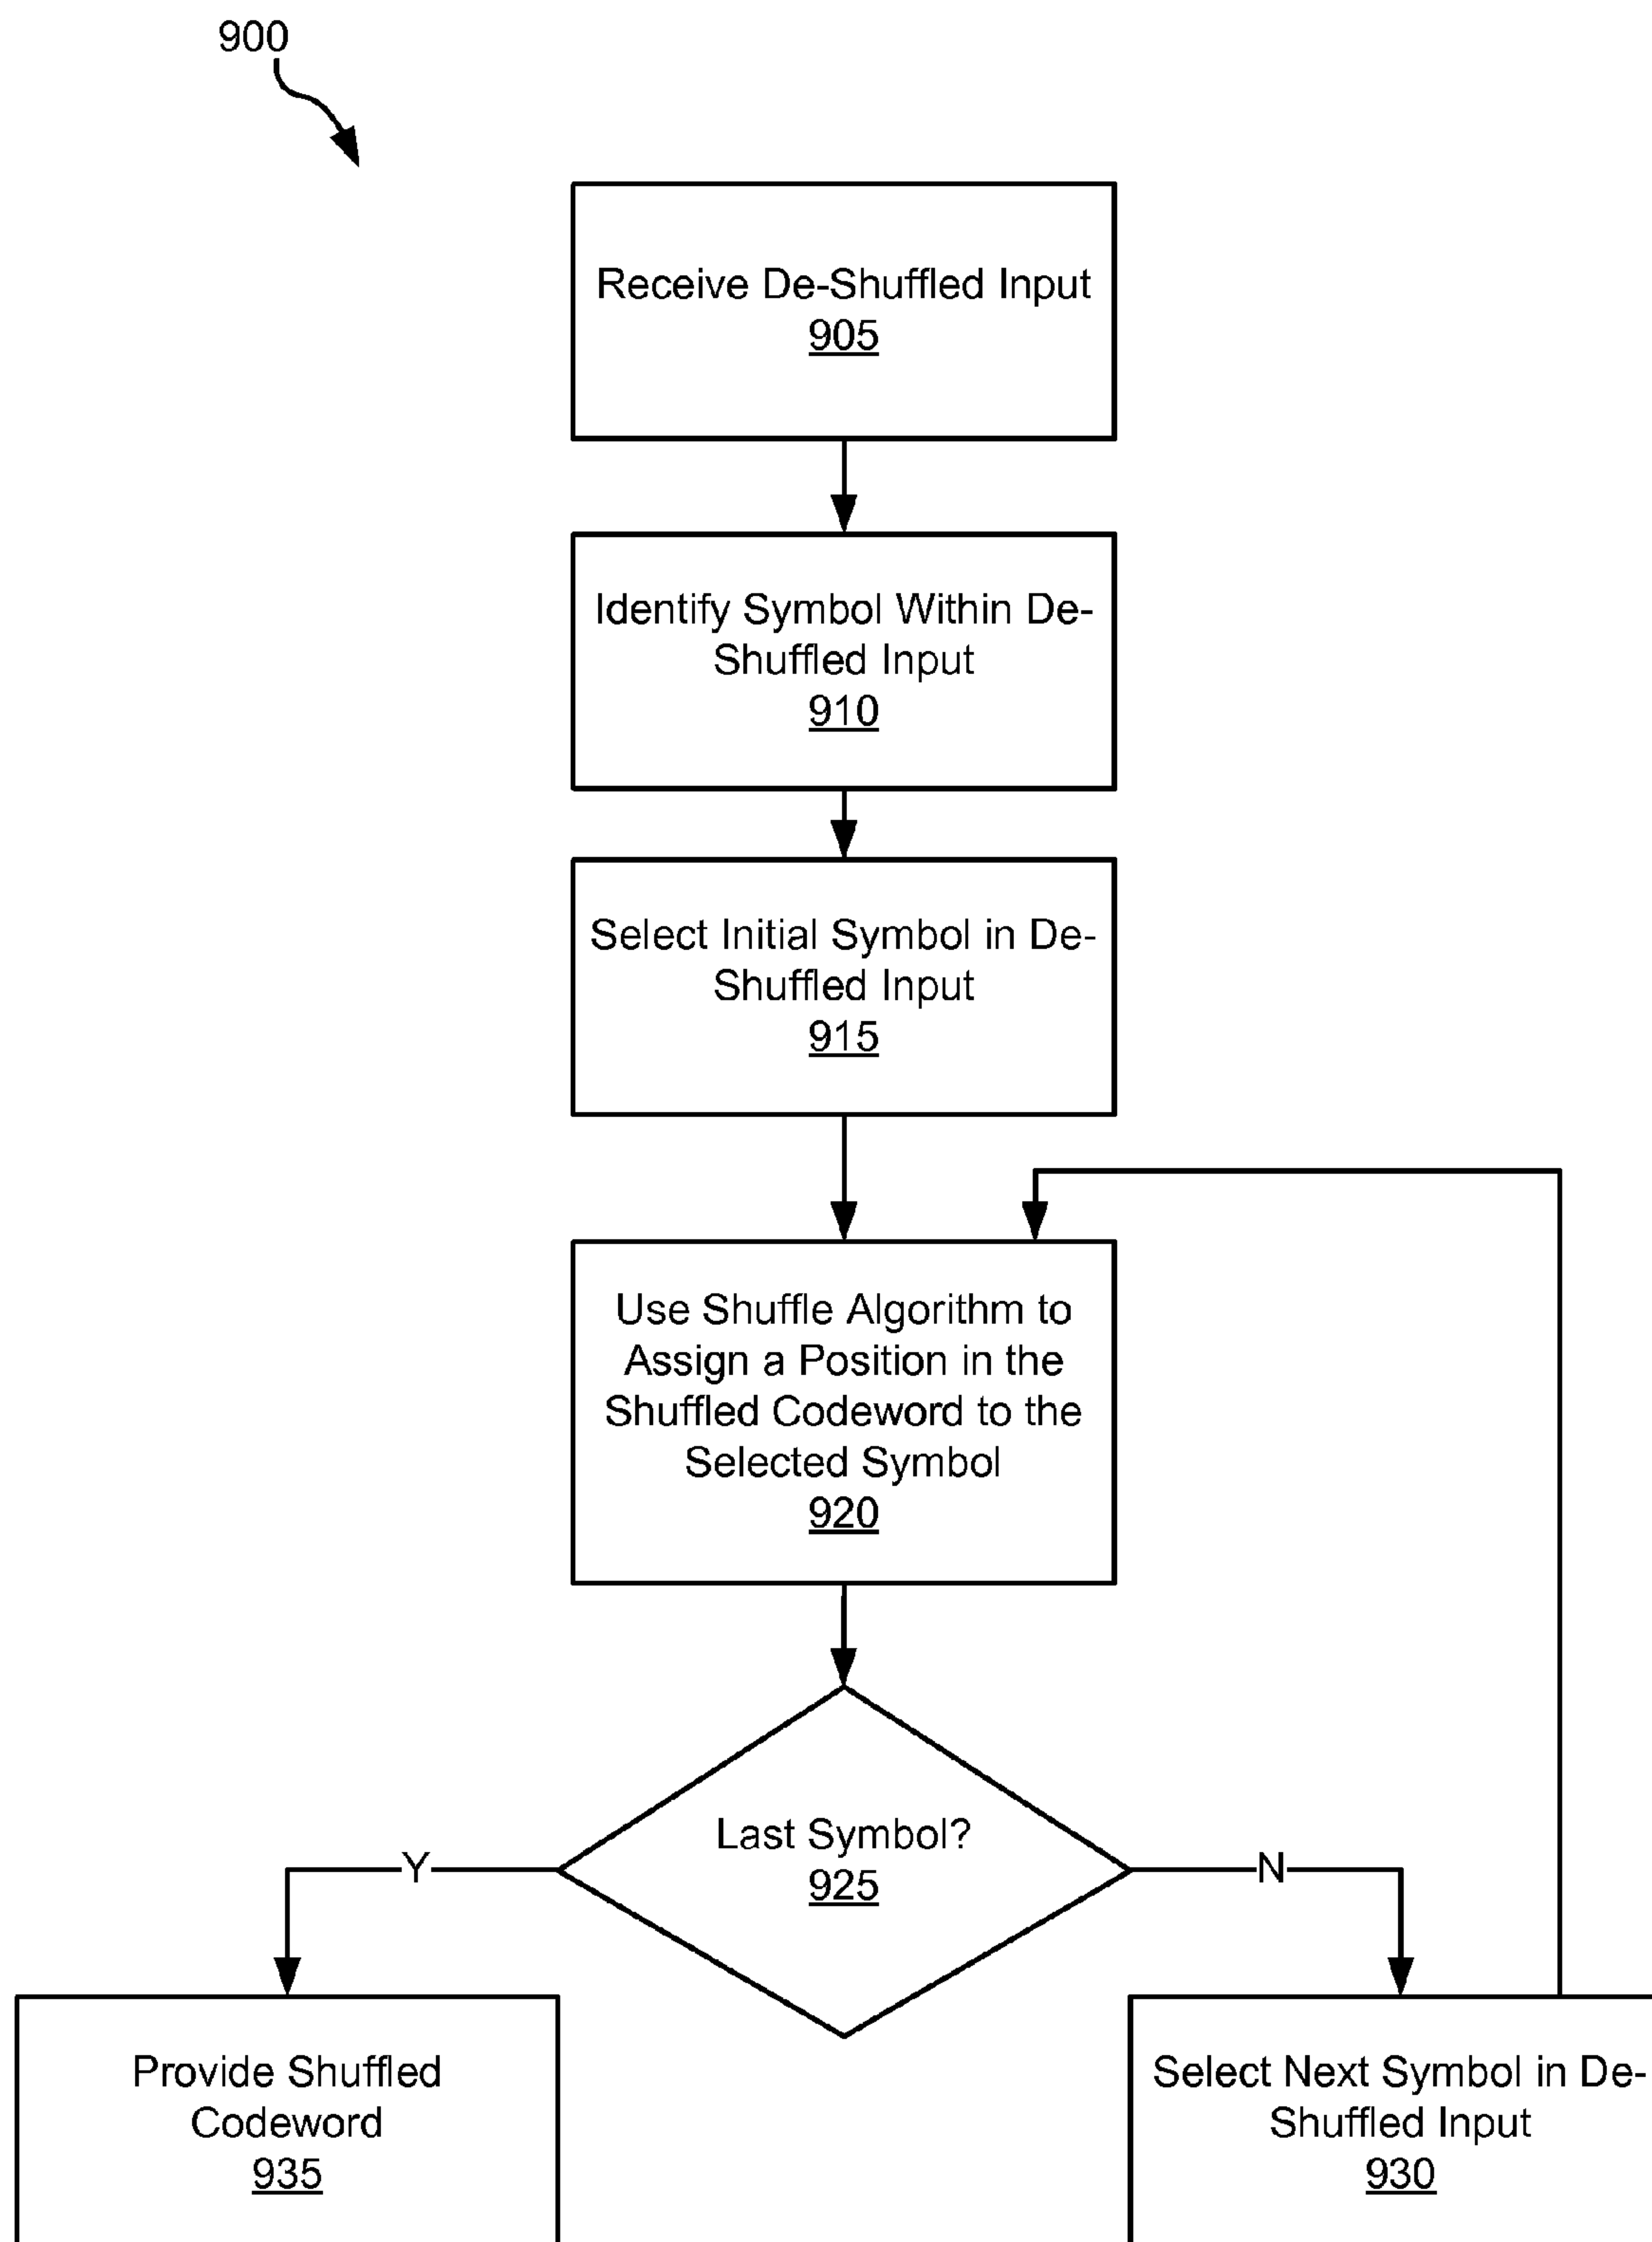 900
Receive De-Shuffled Input
905
Identify Symbol Within De-
Shuffled Input
910
Select Initial Symbol in De-
Shuffled Input
915
Use Shuffle Algorithm to
Assign a Position in the
Shuffled Codeword to the
Selected Symbol
920
Last Symbol?
925
Y
N
Provide Shuffled
Codeword
935
Select Next Symbol in De-
Shuffled Input
930